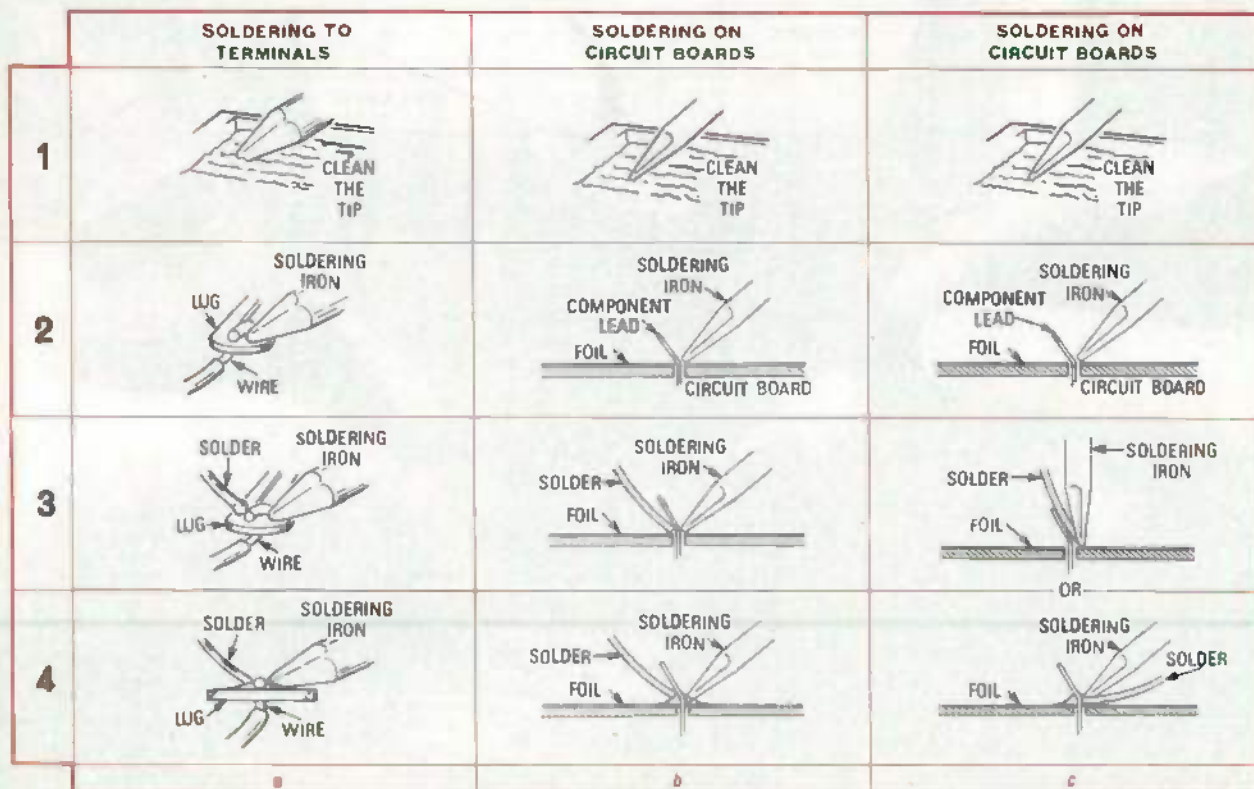 SOLDERING TO
TERMINALS
SOLDERING ON
CIRCUIT BOARDS
SOLDERING ON
CIRCUIT BOARDS
1
CLEAN
THE
TIP
CLEAN
THE
TIP
CLEAN
THE
TIP
2
SOLDERING
IRON
LUG
WIRE
SOLDERING
IRON
COMPONENT
LEAD
FOIL
CIRCUIT BOARD
SOLDERING
IRON
COMPONENT
LEAD
FOIL
CIRCUIT BOARD
3
SOLDERING
IRON
SOLDER
LUG
WIRE
SOLDERING
IRON
SOLDER
FOIL
SOLDERING
IRON
SOLDER
FOIL
OR
4
SOLDERING
IRON
SOLDER
LUG
WIRE
SOLDERING
IRON
SOLDER
FOIL
SOLDERING
IRON
SOLDER
FOIL
a
b
c